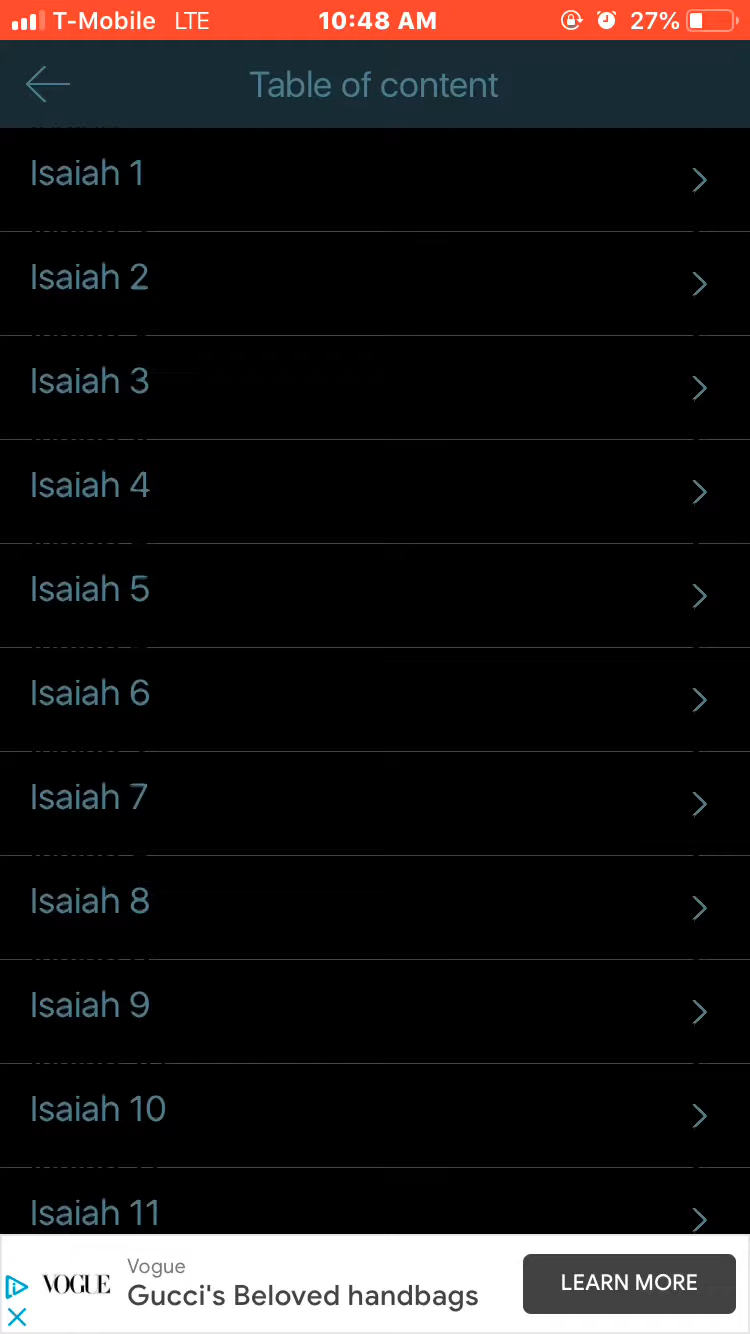 T-Mobile LTE 10:48 AM 27%
Table of content
Isaiah 1
Isaiah 2
Isaiah 3
Isaiah 4
Isaiah 5
Isaiah 6
Isaiah 7
Isaiah 8
Isaiah 9
Isaiah 10
Isaiah 11
VOGUE
Vogue
Gucci's Beloved handbags
LEARN MORE